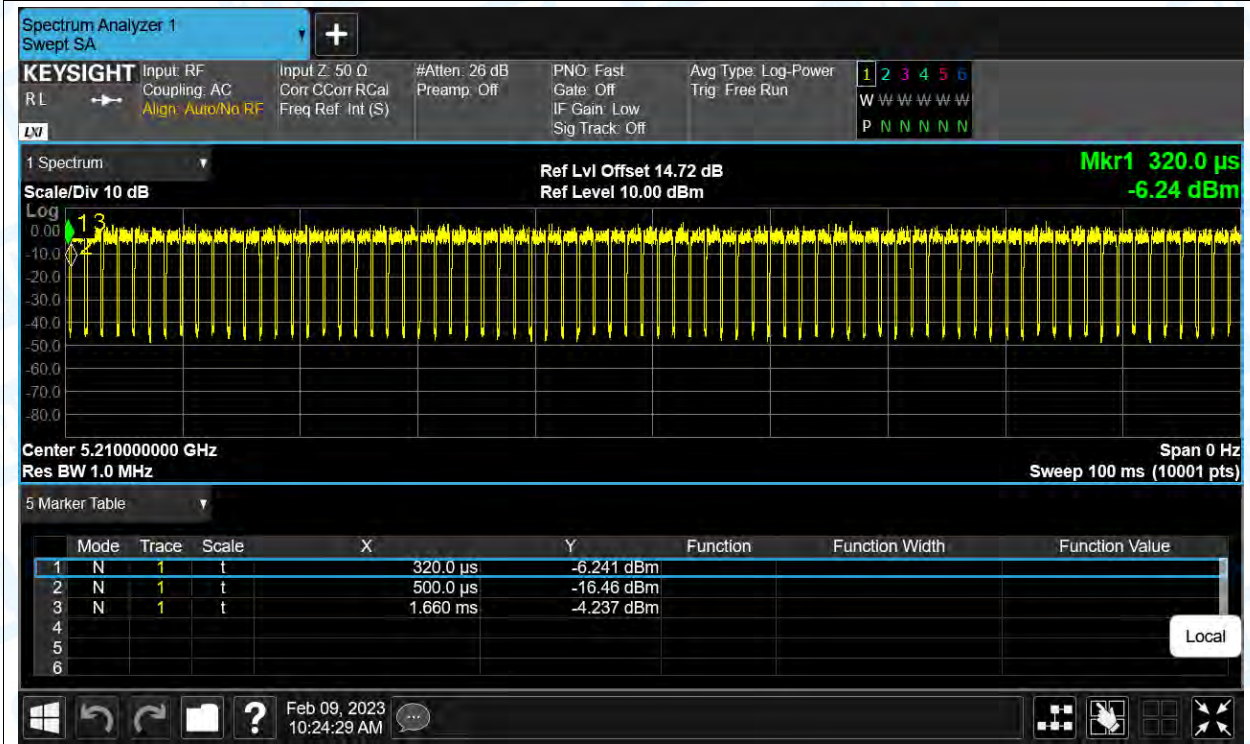 Spectrum Analyzer 1
Swept SA
+
KEYSIGHT Input: RF Input Z: 50 Ω #Atten: 26 dB PNO: Fast Avg Type: Log-Power 1 2 3 4 5 6
R L Coupling: AC Corr CCorr RCal Preamp: Off Gate: Off Trig: Free Run W W W W W W
Align: Auto/No RF Freq Ref: Int (S) IF Gain: Low
LXI Sig Track: Off P N N N N N
1 Spectrum Ref Lvl Offset 14.72 dB Mkr1 320.0 µs
Scale/Div 10 dB Ref Level 10.00 dBm -6.24 dBm
Log
1 3
0.00
2
-10.0
-20.0
-30.0
-40.0
-50.0
-60.0
-70.0
-80.0
Center 5.210000000 GHz Span 0 Hz
Res BW 1.0 MHz Sweep 100 ms (10001 pts)
5 Marker Table
Mode Trace Scale X Y Function Function Width Function Value
1 N 1 t 320.0 µs -6.241 dBm
2 N 1 t 500.0 µs -16.46 dBm
3 N 1 t 1.660 ms -4.237 dBm
4
5
6
Local
? Feb 09, 2023
10:24:29 AM